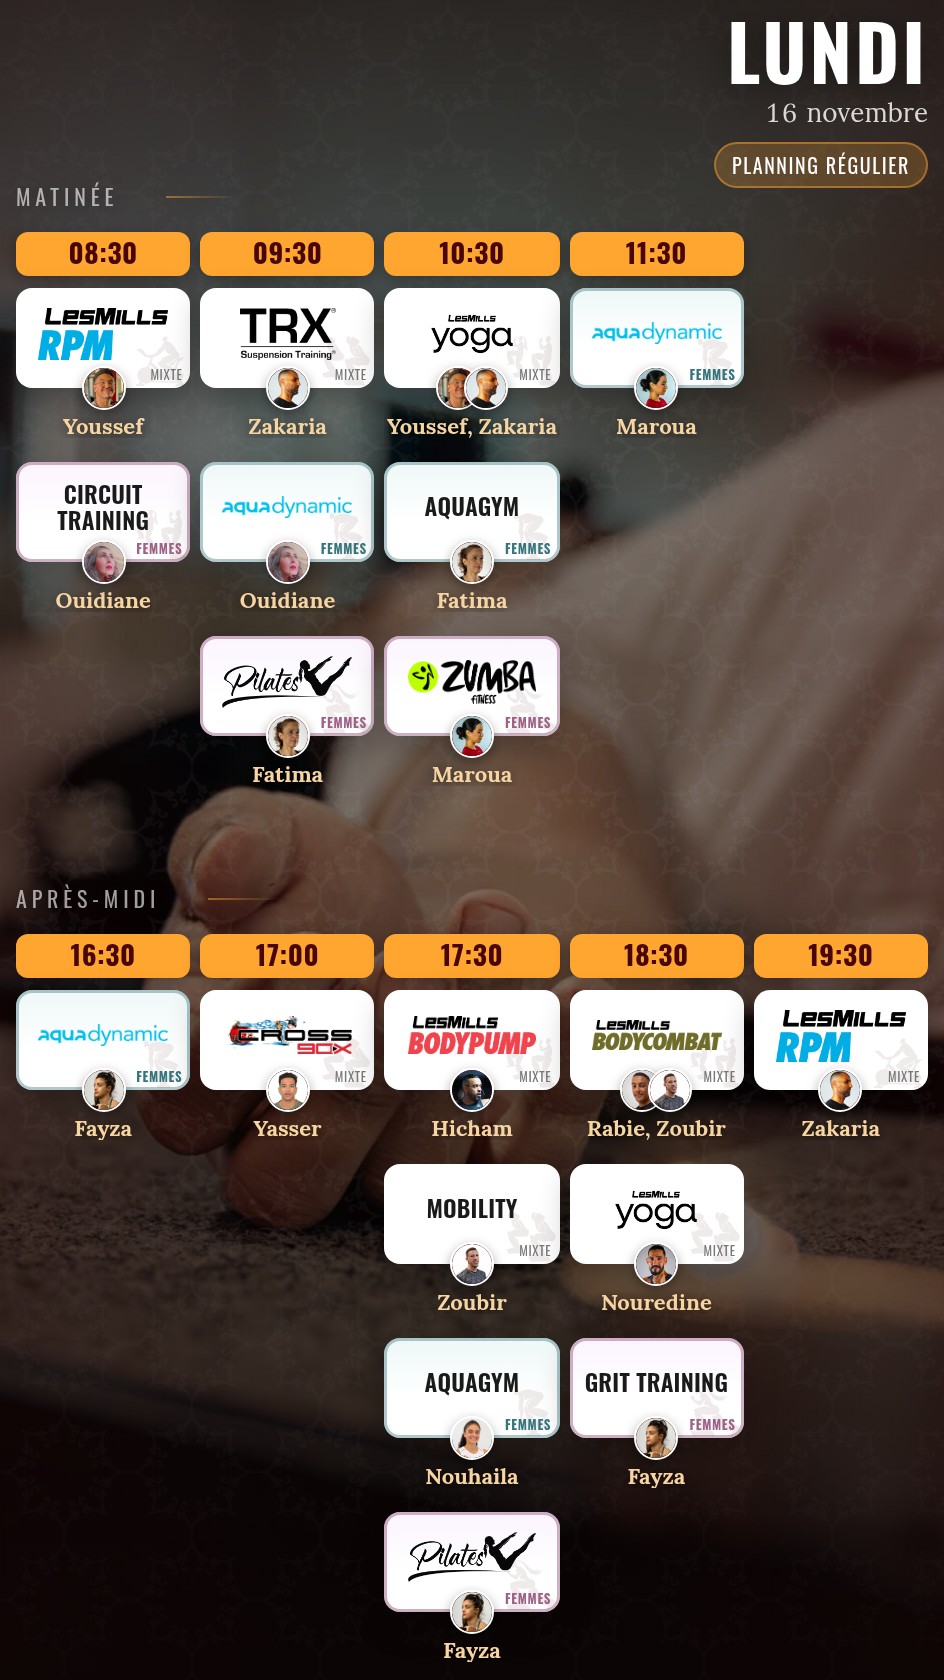 LUNDI
16 novembre
PLANNING RÉGULIER
MATINÉE
08:30 09:30 10:30 11:30
LesMILLS
RPM
MIXTE
Youssef
TRX®
Suspension Training®
MIXTE
Zakaria
LesMILLS
yoga
MIXTE
Youssef, Zakaria
aquadynamic
FEMMES
Maroua
CIRCUIT
TRAINING
FEMMES
Ouidiane
aquadynamic
FEMMES
Ouidiane
AQUAGYM
FEMMES
Fatima
Pilates
FEMMES
Fatima
ZUMBA
FITNESS
FEMMES
Maroua
APRÈS-MIDI
16:30 17:00 17:30 18:30 19:30
aquadynamic
FEMMES
Fayza
CROSS
90X
MIXTE
Yasser
LesMILLS
BODYPUMP
MIXTE
Hicham
LesMILLS
BODYCOMBAT
MIXTE
Rabie, Zoubir
LesMILLS
RPM
MIXTE
Zakaria
MOBILITY
MIXTE
Zoubir
LesMILLS
yoga
MIXTE
Nouredine
AQUAGYM
FEMMES
Nouhaila
GRIT TRAINING
FEMMES
Fayza
Pilates
FEMMES
Fayza